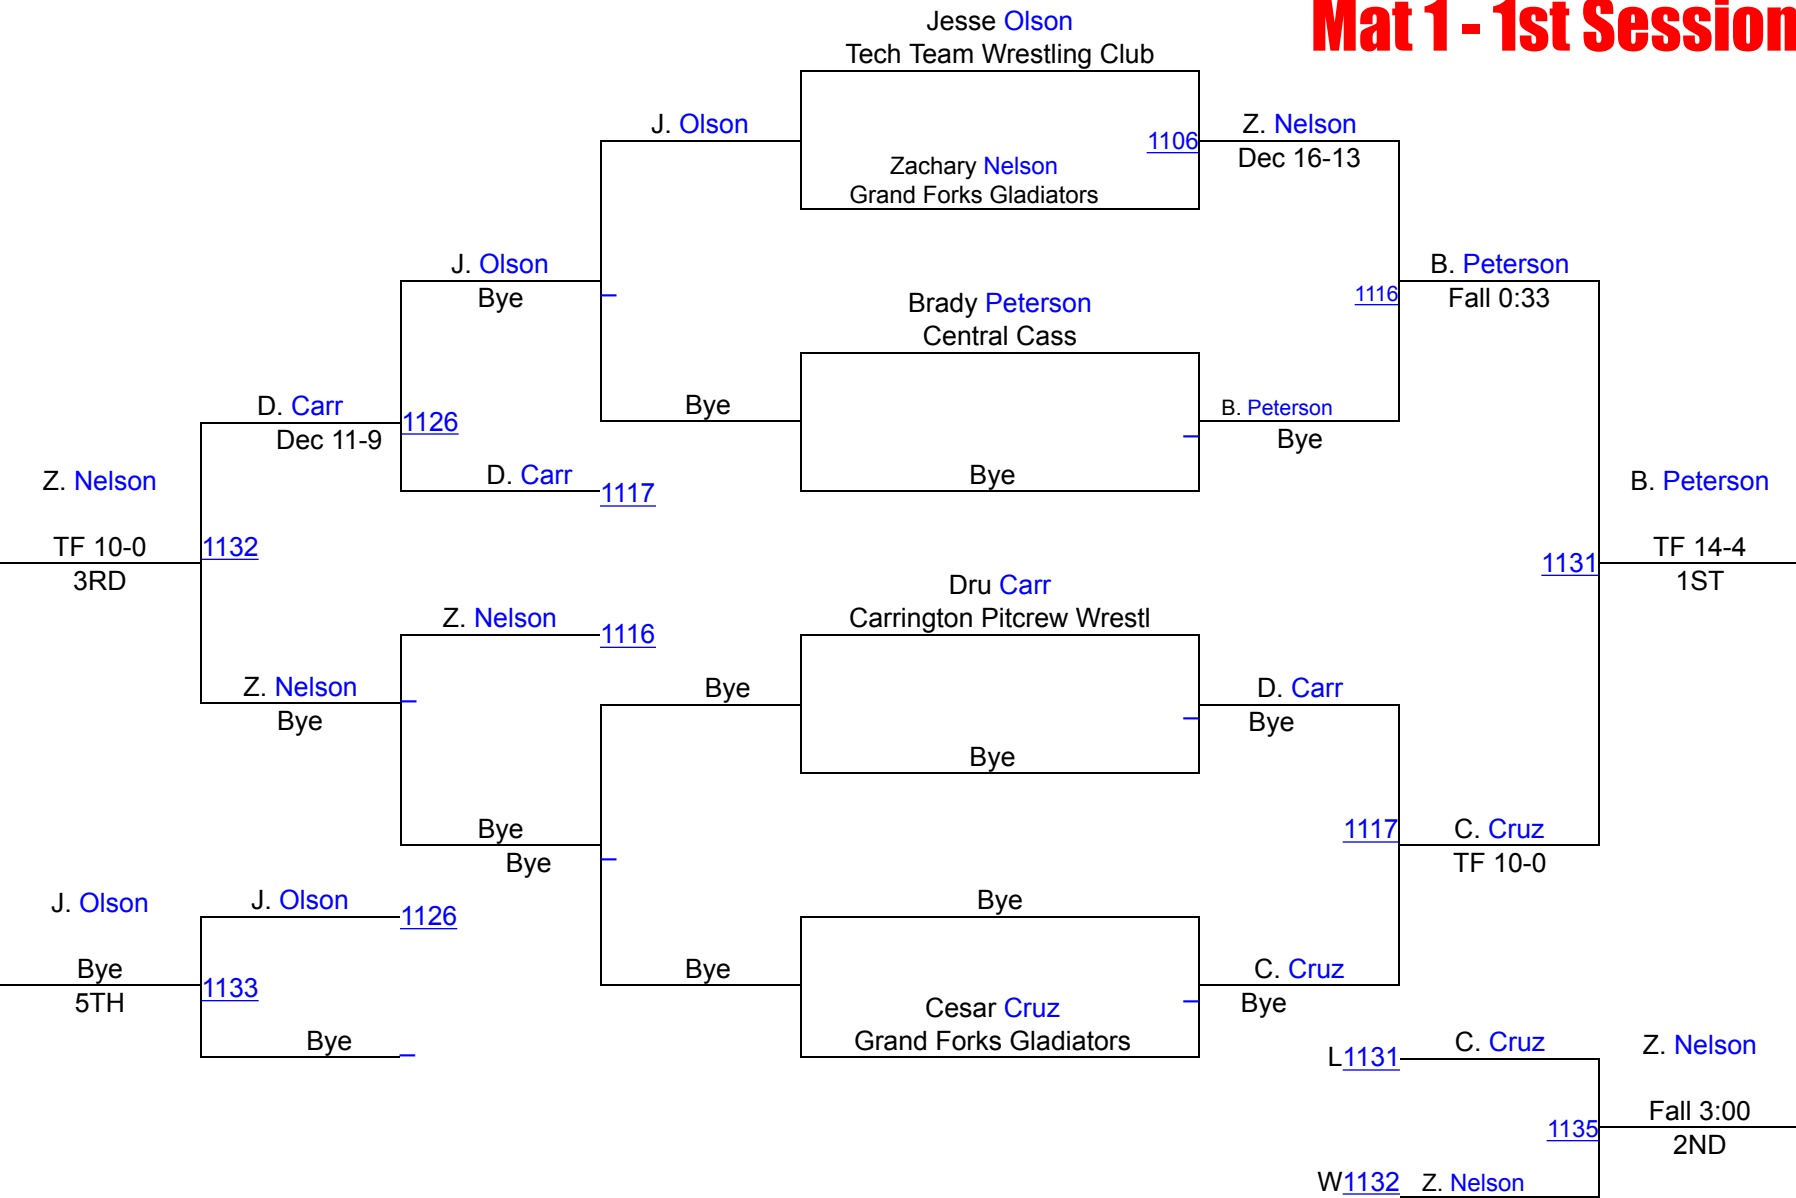 Mat 1 - 1st Session
Jesse Olson
Tech Team Wrestling Club
J. Olson
1106
Z. Nelson
Dec 16-13
Zachary Nelson
Grand Forks Gladiators
J. Olson
Bye
Brady Peterson
Central Cass
1116
B. Peterson
Fall 0:33
D. Carr
Dec 11-9
1126
Bye
B. Peterson
Bye
D. Carr
1117
Bye
Z. Nelson
TF 10-0
3RD
1132
B. Peterson
1131
TF 14-4
1ST
Dru Carr
Carrington Pitcrew Wrestl
Z. Nelson
1116
Z. Nelson
Bye
Bye
D. Carr
Bye
Bye
Bye
Bye
1117
C. Cruz
TF 10-0
J. Olson
J. Olson
1126
Bye
Bye
5TH
1133
Bye
C. Cruz
Bye
Cesar Cruz
Grand Forks Gladiators
Bye
L1131
C. Cruz
Z. Nelson
1135
Fall 3:00
2ND
W1132
Z. Nelson